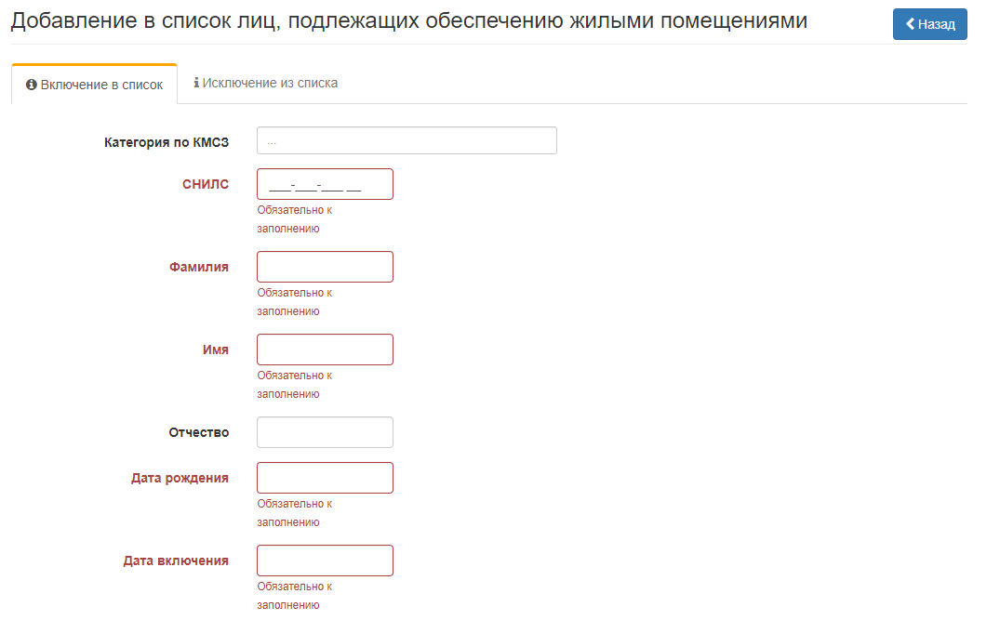 Добавление в список лиц, подлежащих обеспечению жилыми помещениями
Назад
Включение в список
Исключение из списка
Категория по КМСЗ
...
СНИЛС
___-___-___ __
Обязательно к
заполнению
Фамилия
Обязательно к
заполнению
Имя
Обязательно к
заполнению
Отчество
Дата рождения
Обязательно к
заполнению
Дата включения
Обязательно к
заполнению